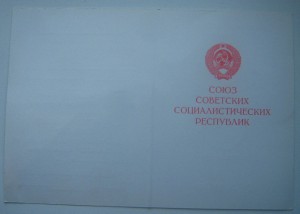 СОЮЗ
СОВЕТСКИХ
СОЦИАЛИСТИЧЕСКИХ
РЕСПУБЛИК